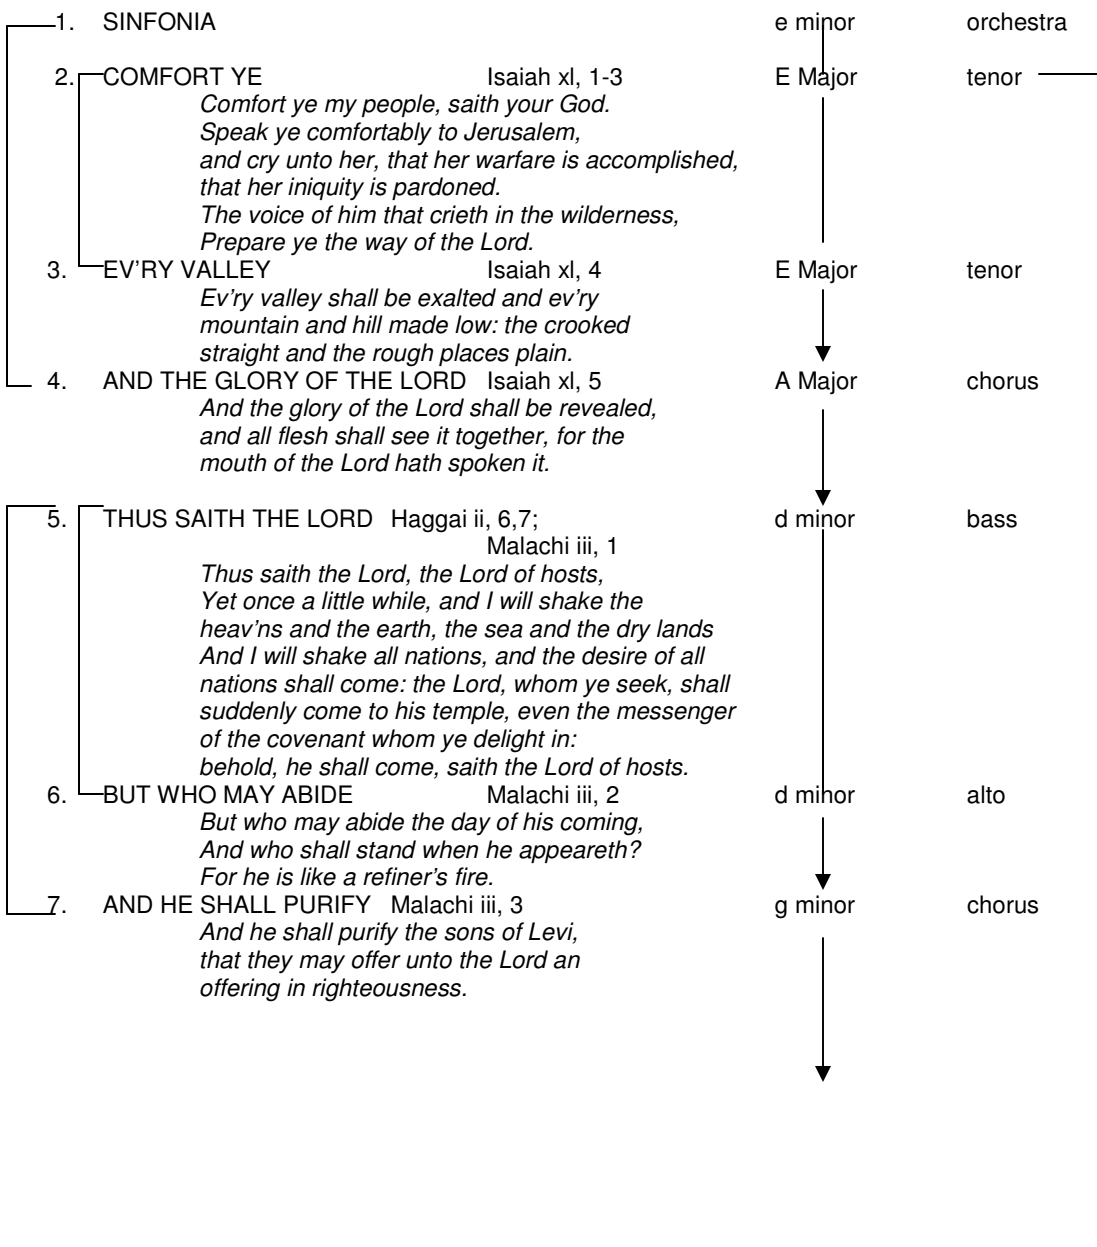 1. SINFONIA e minor orchestra
2. COMFORT YE Isaiah xl, 1-3 E Major tenor
Comfort ye my people, saith your God.
Speak ye comfortably to Jerusalem,
and cry unto her, that her warfare is accomplished,
that her iniquity is pardoned.
The voice of him that crieth in the wilderness,
Prepare ye the way of the Lord.
3. EV'RY VALLEY Isaiah xl, 4 E Major tenor
Ev'ry valley shall be exalted and ev'ry
mountain and hill made low: the crooked
straight and the rough places plain.
4. AND THE GLORY OF THE LORD Isaiah xl, 5 A Major chorus
And the glory of the Lord shall be revealed,
and all flesh shall see it together, for the
mouth of the Lord hath spoken it.
5. THUS SAITH THE LORD Haggai ii, 6,7; d minor bass
Malachi iii, 1
Thus saith the Lord, the Lord of hosts,
Yet once a little while, and I will shake the
heav'ns and the earth, the sea and the dry lands
And I will shake all nations, and the desire of all
nations shall come: the Lord, whom ye seek, shall
suddenly come to his temple, even the messenger
of the covenant whom ye delight in:
behold, he shall come, saith the Lord of hosts.
6. BUT WHO MAY ABIDE Malachi iii, 2 d minor alto
But who may abide the day of his coming,
And who shall stand when he appeareth?
For he is like a refiner's fire.
7. AND HE SHALL PURIFY Malachi iii, 3 g minor chorus
And he shall purify the sons of Levi,
that they may offer unto the Lord an
offering in righteousness.